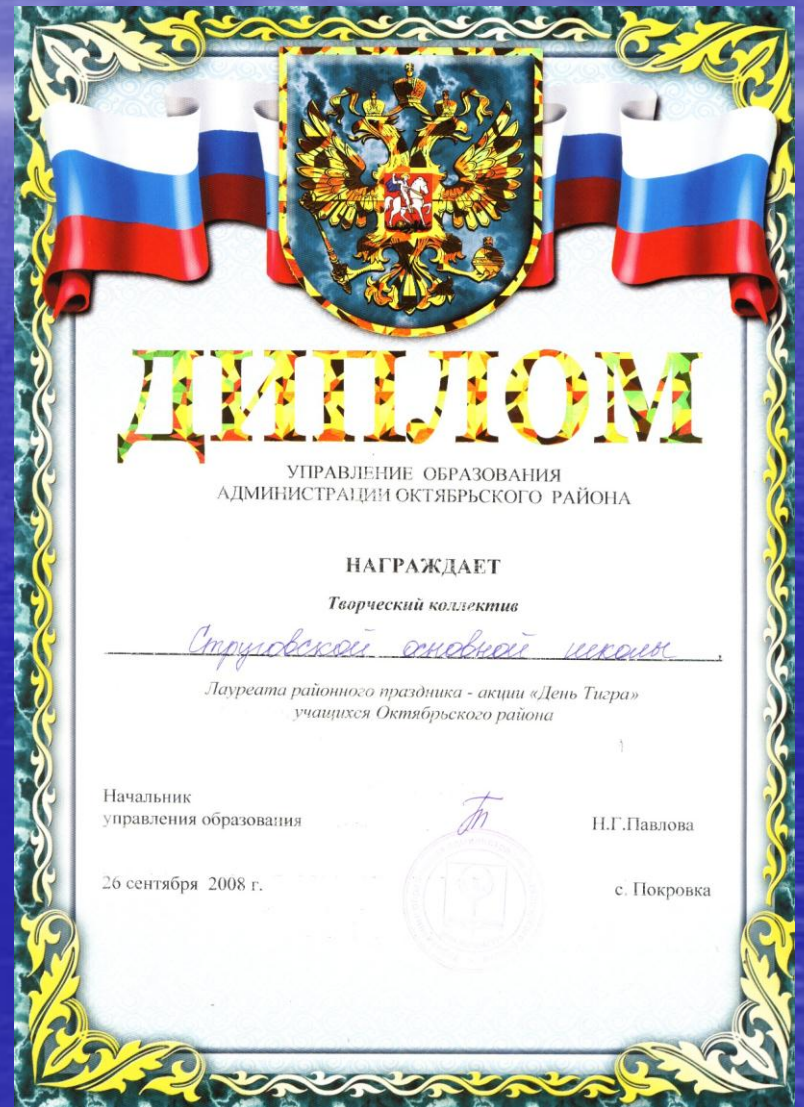 ДИПЛОМ
УПРАВЛЕНИЕ ОБРАЗОВАНИЯ
АДМИНИСТРАЦИИ ОКТЯБРЬСКОГО РАЙОНА
НАГРАЖДАЕТ
Творческий коллектив
Струговской основной школы ,
Лауреата районного праздника - акции «День Тигра»
учащихся Октябрьского района
1
Начальник
управления образования Н.Г.Павлова
26 сентября 2008 г. с. Покровка